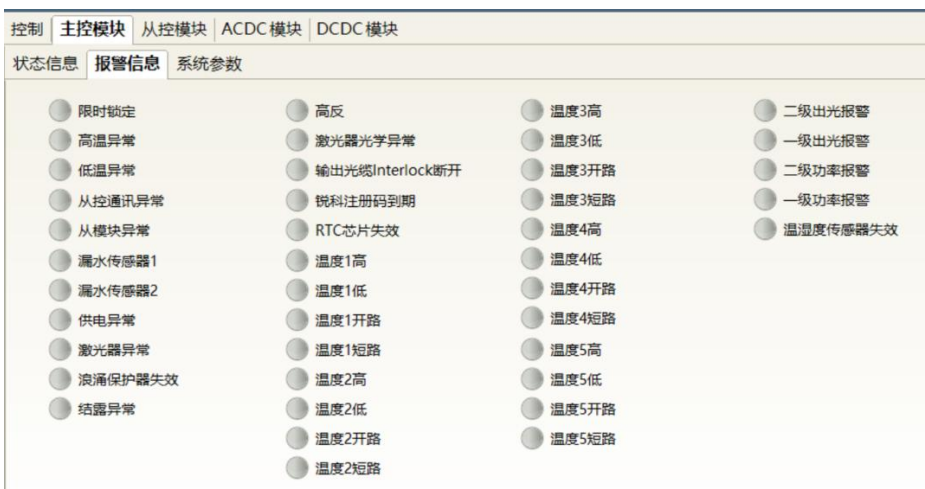 控制 主控模块 从控模块 ACDC模块 DCDC模块
状态信息 报警信息 系统参数
限时锁定
高温异常
低温异常
从控通讯异常
从模块异常
漏水传感器1
漏水传感器2
供电异常
激光器异常
浪涌保护器失效
结露异常
高反
激光器光学异常
输出光缆Interlock断开
锐科注册码到期
RTC芯片失效
温度1高
温度1低
温度1开路
温度1短路
温度2高
温度2低
温度2开路
温度2短路
温度3高
温度3低
温度3开路
温度3短路
温度4高
温度4低
温度4开路
温度4短路
温度5高
温度5低
温度5开路
温度5短路
二级出光报警
一级出光报警
二级功率报警
一级功率报警
温湿度传感器失效